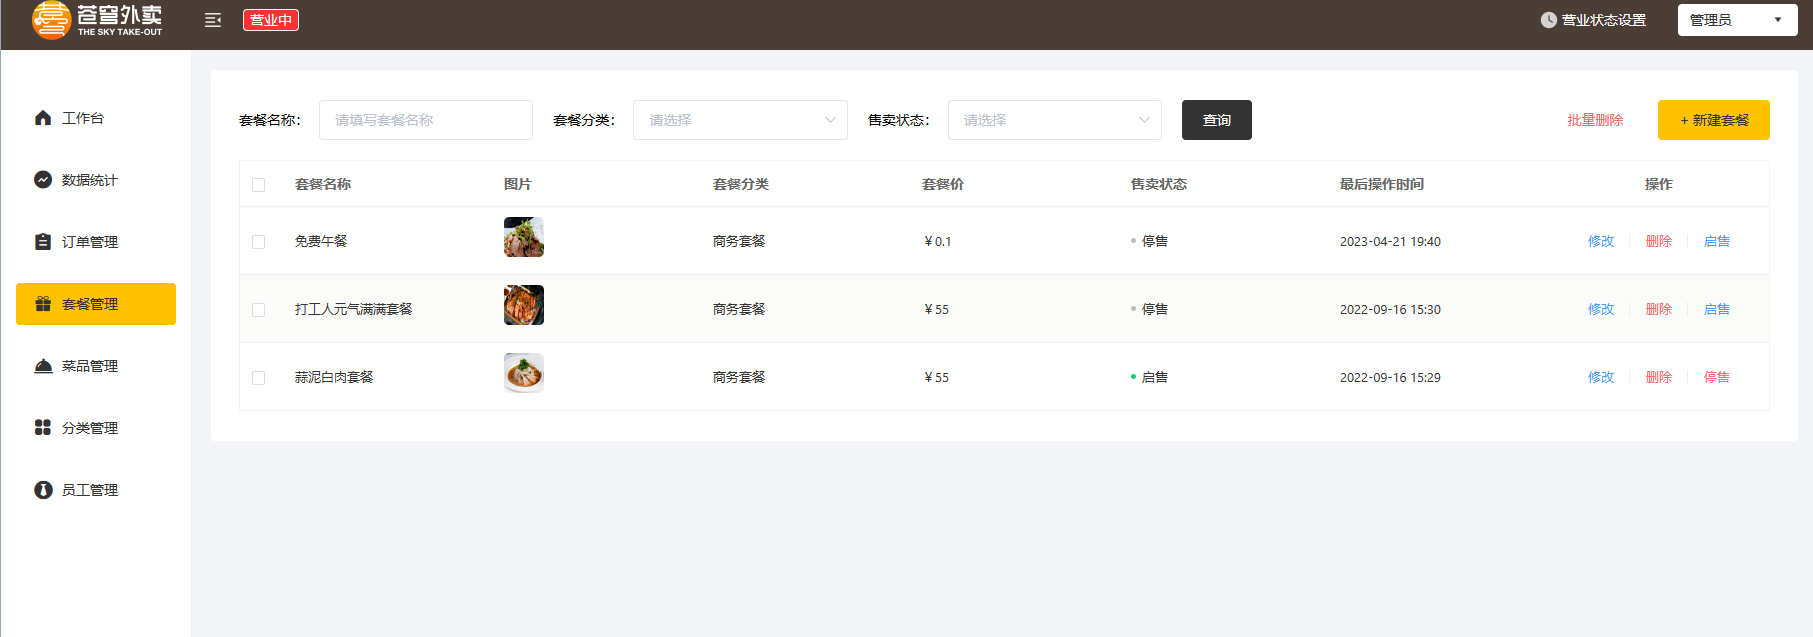 苍穹外卖
THE SKY TAKE-OUT
营业中
营业状态设置
管理员
工作台
数据统计
订单管理
套餐管理
菜品管理
分类管理
员工管理
套餐名称: 请填写套餐名称 套餐分类: 请选择 售卖状态: 请选择 查询 批量删除 + 新建套餐
套餐名称 图片 套餐分类 套餐价 售卖状态 最后操作时间 操作
免费午餐 商务套餐 ¥0.1 停售 2023-04-21 19:40 修改 删除 启售
打工人元气满满套餐 商务套餐 ¥55 停售 2022-09-16 15:30 修改 删除 启售
蒜泥白肉套餐 商务套餐 ¥55 启售 2022-09-16 15:29 修改 删除 停售